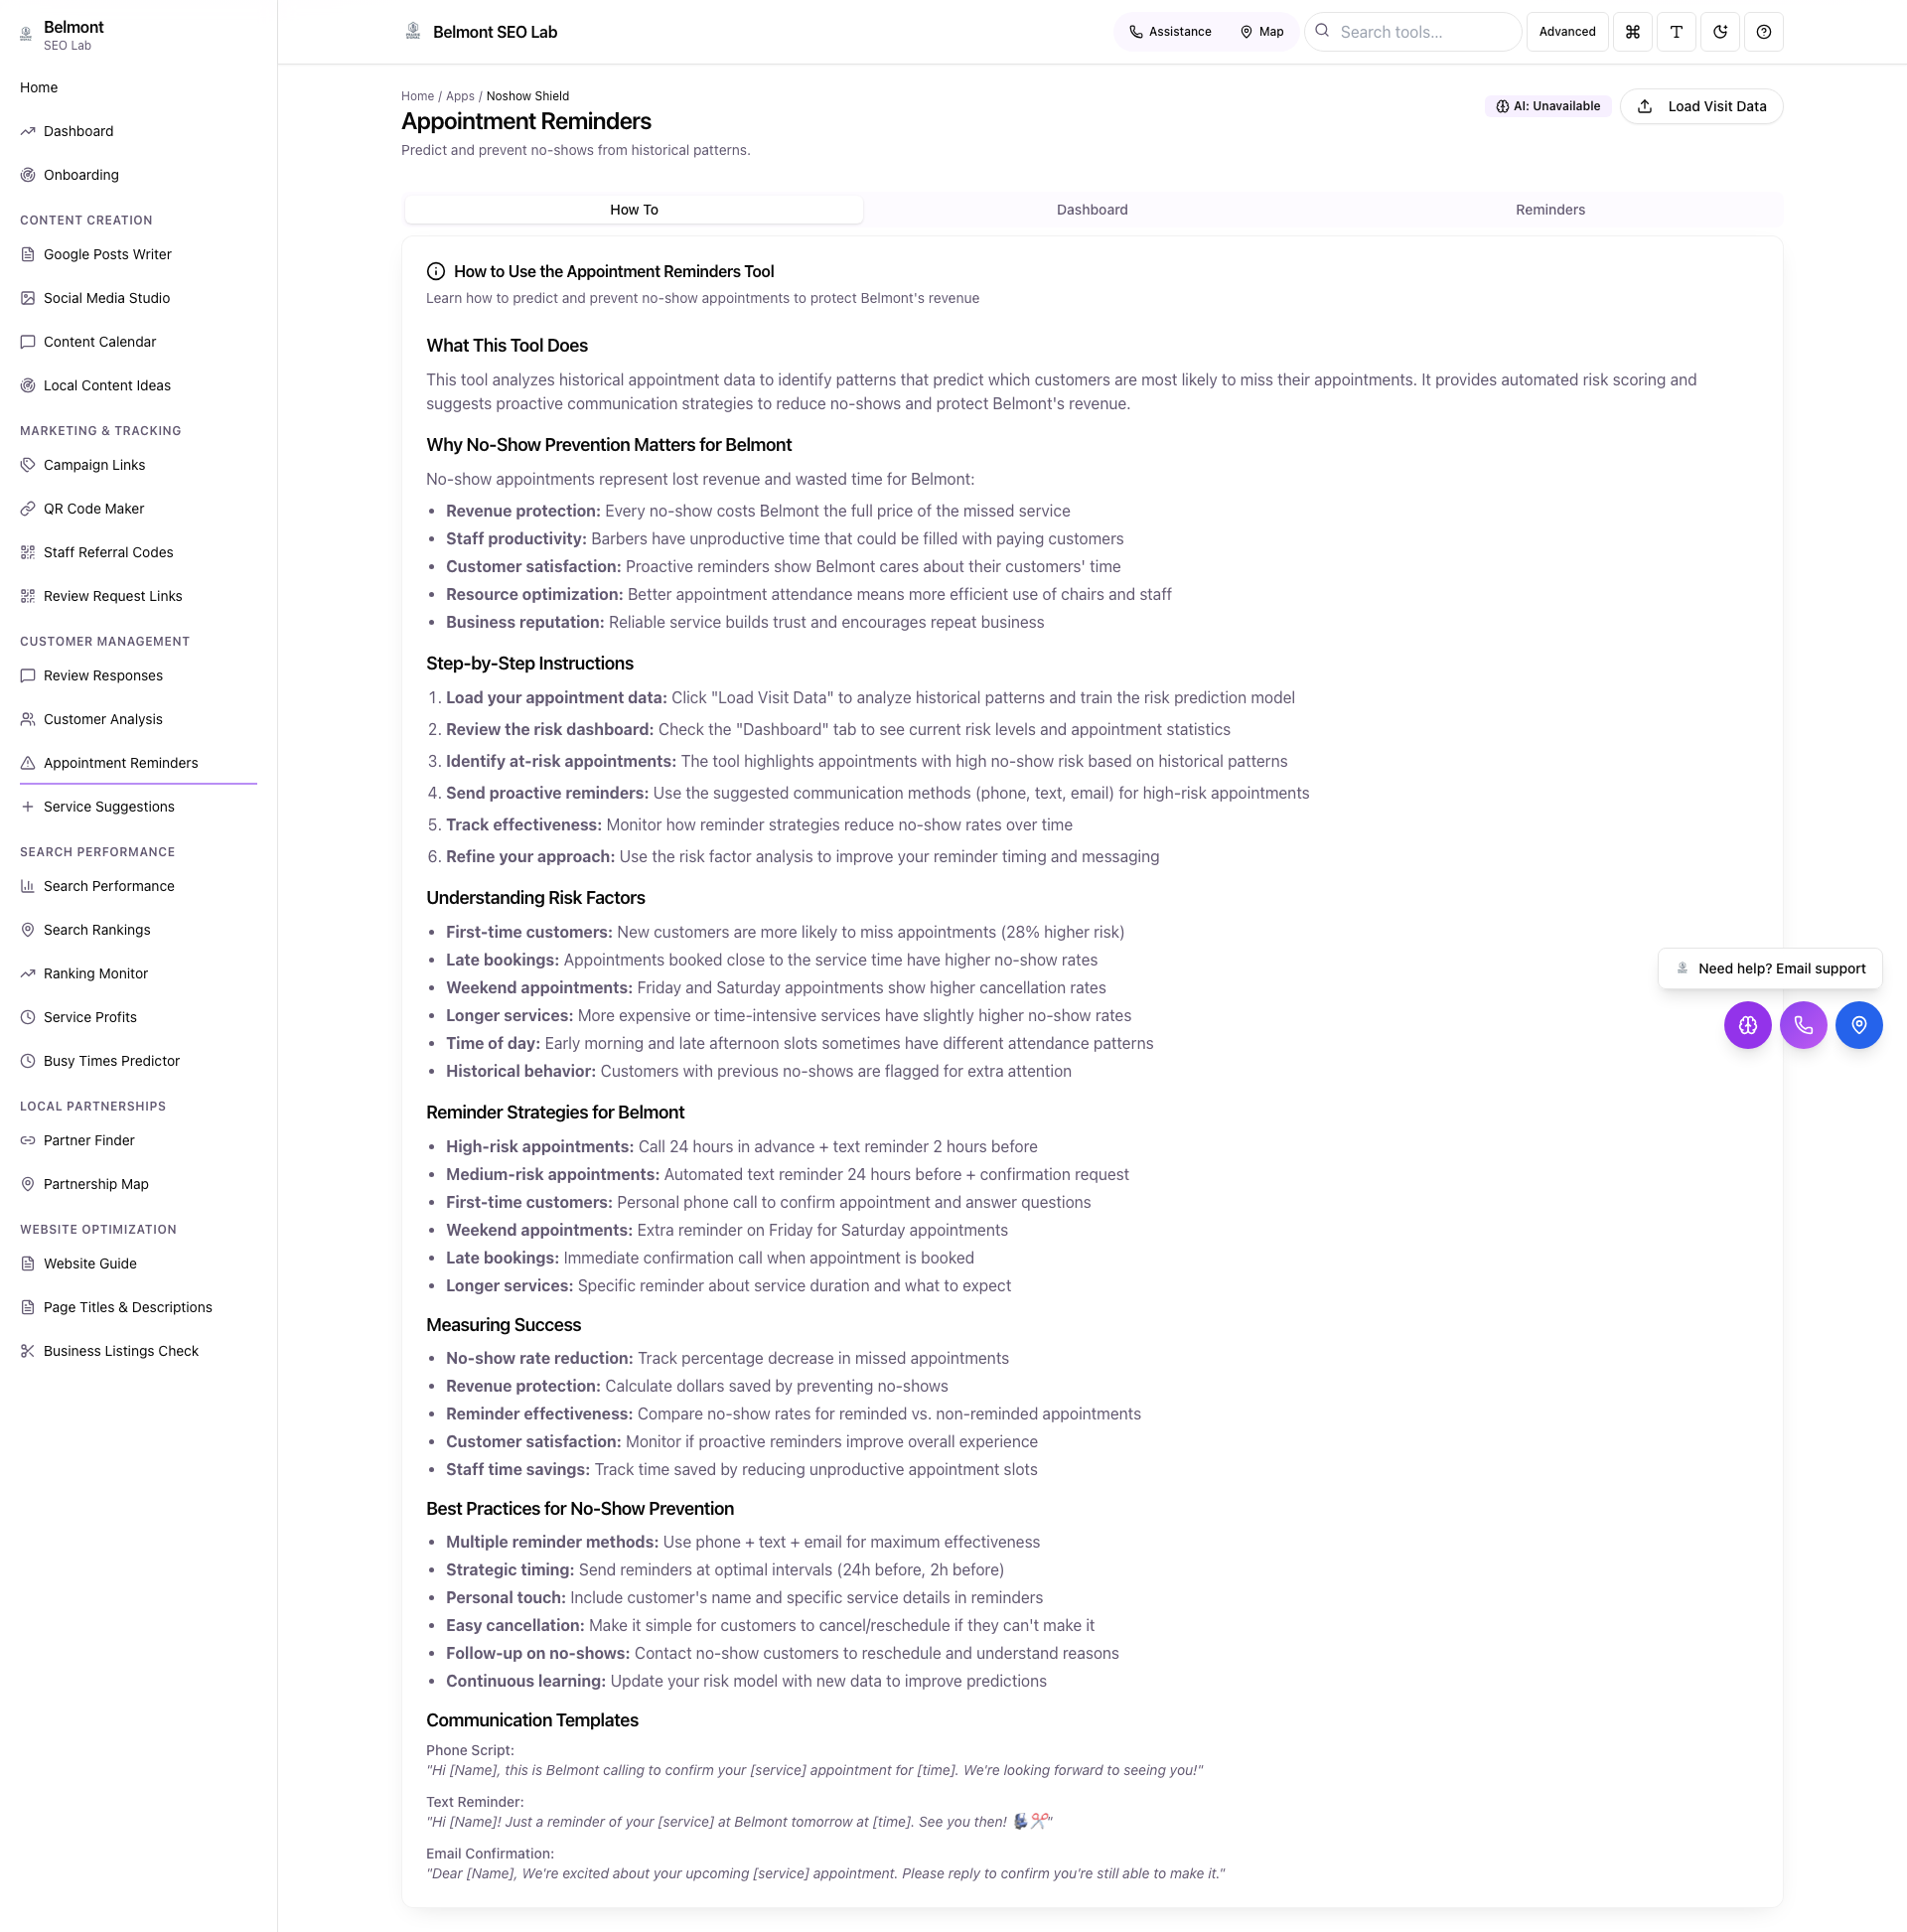 Belmont
SEO Lab
Home
Dashboard
Onboarding
CONTENT CREATION
Google Posts Writer
Social Media Studio
Content Calendar
Local Content Ideas
MARKETING & TRACKING
Campaign Links
QR Code Maker
Staff Referral Codes
Review Request Links
CUSTOMER MANAGEMENT
Review Responses
Customer Analysis
Appointment Reminders
Service Suggestions
SEARCH PERFORMANCE
Search Performance
Search Rankings
Ranking Monitor
Service Profits
Busy Times Predictor
LOCAL PARTNERSHIPS
Partner Finder
Partnership Map
WEBSITE OPTIMIZATION
Website Guide
Page Titles & Descriptions
Business Listings Check
Belmont SEO Lab
Assistance
Map
Search tools...
Advanced
Home / Apps / Noshow Shield
Appointment Reminders
Predict and prevent no-shows from historical patterns.
AI: Unavailable
Load Visit Data
How To
Dashboard
Reminders
How to Use the Appointment Reminders Tool
Learn how to predict and prevent no-show appointments to protect Belmont's revenue
What This Tool Does
This tool analyzes historical appointment data to identify patterns that predict which customers are most likely to miss their appointments. It provides automated risk scoring and
suggests proactive communication strategies to reduce no-shows and protect Belmont's revenue.
Why No-Show Prevention Matters for Belmont
No-show appointments represent lost revenue and wasted time for Belmont:
• Revenue protection: Every no-show costs Belmont the full price of the missed service
• Staff productivity: Barbers have unproductive time that could be filled with paying customers
• Customer satisfaction: Proactive reminders show Belmont cares about their customers' time
• Resource optimization: Better appointment attendance means more efficient use of chairs and staff
• Business reputation: Reliable service builds trust and encourages repeat business
Step-by-Step Instructions
1. Load your appointment data: Click "Load Visit Data" to analyze historical patterns and train the risk prediction model
2. Review the risk dashboard: Check the "Dashboard" tab to see current risk levels and appointment statistics
3. Identify at-risk appointments: The tool highlights appointments with high no-show risk based on historical patterns
4. Send proactive reminders: Use the suggested communication methods (phone, text, email) for high-risk appointments
5. Track effectiveness: Monitor how reminder strategies reduce no-show rates over time
6. Refine your approach: Use the risk factor analysis to improve your reminder timing and messaging
Understanding Risk Factors
• First-time customers: New customers are more likely to miss appointments (28% higher risk)
• Late bookings: Appointments booked close to the service time have higher no-show rates
• Weekend appointments: Friday and Saturday appointments show higher cancellation rates
• Longer services: More expensive or time-intensive services have slightly higher no-show rates
• Time of day: Early morning and late afternoon slots sometimes have different attendance patterns
• Historical behavior: Customers with previous no-shows are flagged for extra attention
Need help? Email support
Reminder Strategies for Belmont
• High-risk appointments: Call 24 hours in advance + text reminder 2 hours before
• Medium-risk appointments: Automated text reminder 24 hours before + confirmation request
• First-time customers: Personal phone call to confirm appointment and answer questions
• Weekend appointments: Extra reminder on Friday for Saturday appointments
• Late bookings: Immediate confirmation call when appointment is booked
• Longer services: Specific reminder about service duration and what to expect
Measuring Success
• No-show rate reduction: Track percentage decrease in missed appointments
• Revenue protection: Calculate dollars saved by preventing no-shows
• Reminder effectiveness: Compare no-show rates for reminded vs. non-reminded appointments
• Customer satisfaction: Monitor if proactive reminders improve overall experience
• Staff time savings: Track time saved by reducing unproductive appointment slots
Best Practices for No-Show Prevention
• Multiple reminder methods: Use phone + text + email for maximum effectiveness
• Strategic timing: Send reminders at optimal intervals (24h before, 2h before)
• Personal touch: Include customer's name and specific service details in reminders
• Easy cancellation: Make it simple for customers to cancel/reschedule if they can't make it
• Follow-up on no-shows: Contact no-show customers to reschedule and understand reasons
• Continuous learning: Update your risk model with new data to improve predictions
Communication Templates
Phone Script:
"Hi [Name], this is Belmont calling to confirm your [service] appointment for [time]. We're looking forward to seeing you!"
Text Reminder:
"Hi [Name]! Just a reminder of your [service] at Belmont tomorrow at [time]. See you then! 💺✂️"
Email Confirmation:
"Dear [Name], We're excited about your upcoming [service] appointment. Please reply to confirm you're still able to make it."